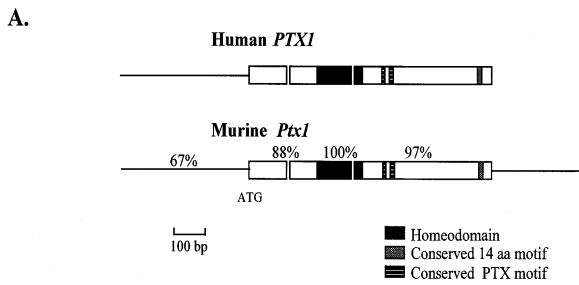 A.
Human PTX1
Murine Ptx1
67% 88% 100% 97%
ATG
100 bp
Homeodomain
Conserved 14 aa motif
Conserved PTX motif